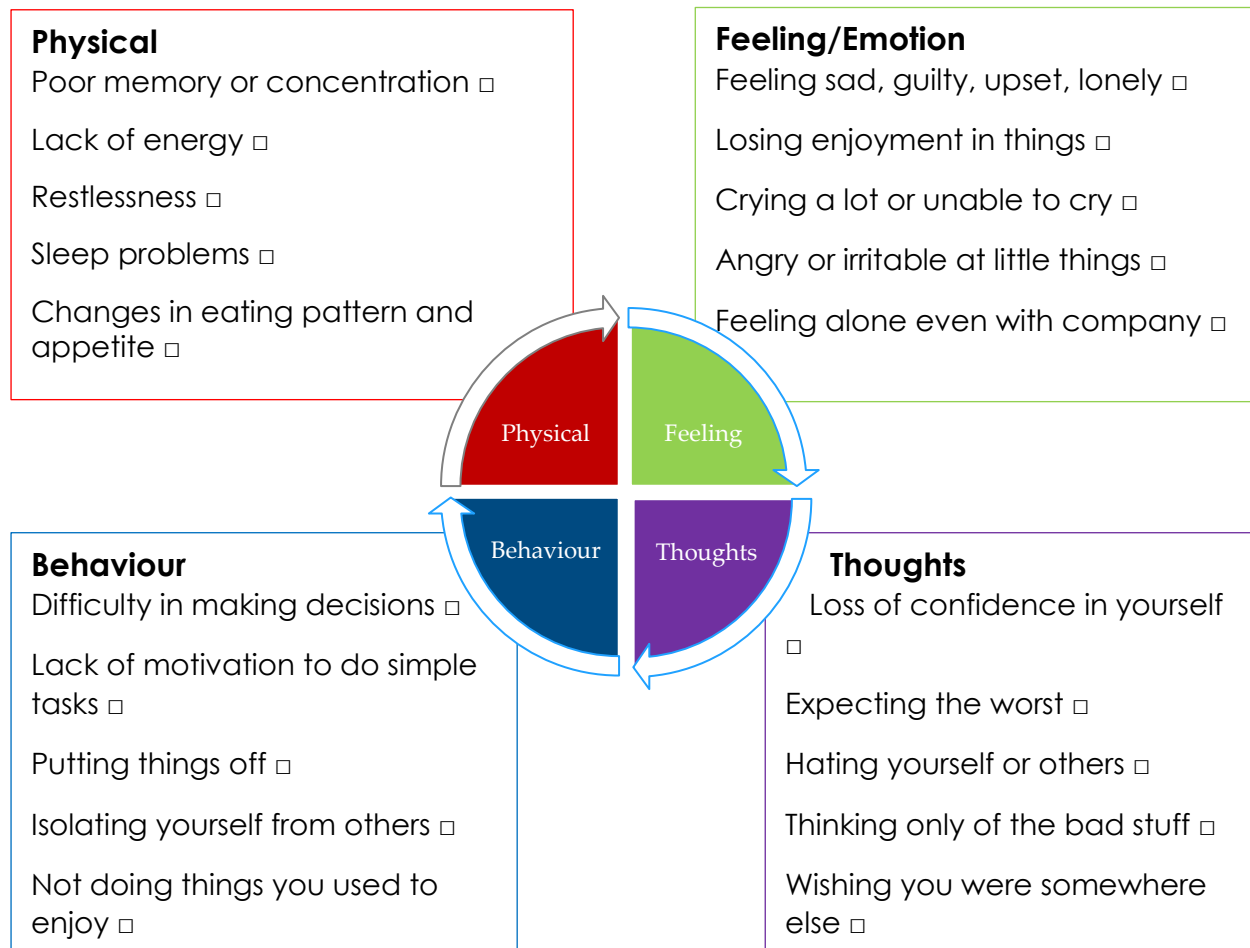 Physical
Poor memory or concentration □
Lack of energy □
Restlessness □
Sleep problems □
Changes in eating pattern and
appetite □
Feeling/Emotion
Feeling sad, guilty, upset, lonely □
Losing enjoyment in things □
Crying a lot or unable to cry □
Angry or irritable at little things □
Feeling alone even with company □
Physical
Feeling
Behaviour
Thoughts
Behaviour
Difficulty in making decisions □
Lack of motivation to do simple
tasks □
Putting things off □
Isolating yourself from others □
Not doing things you used to
enjoy □
Thoughts
Loss of confidence in yourself
□
Expecting the worst □
Hating yourself or others □
Thinking only of the bad stuff □
Wishing you were somewhere
else □